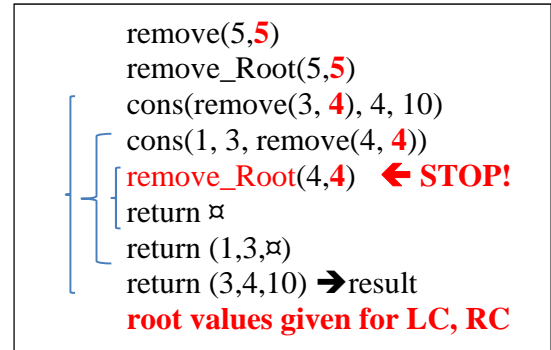 remove(5,5)
remove_Root(5,5)
cons(remove(3, 4), 4, 10)
cons(1, 3, remove(4, 4))
remove_Root(4,4) 🡸 STOP!
return ¤
return (1,3,¤)
return (3,4,10) ➔result
root values given for LC, RC